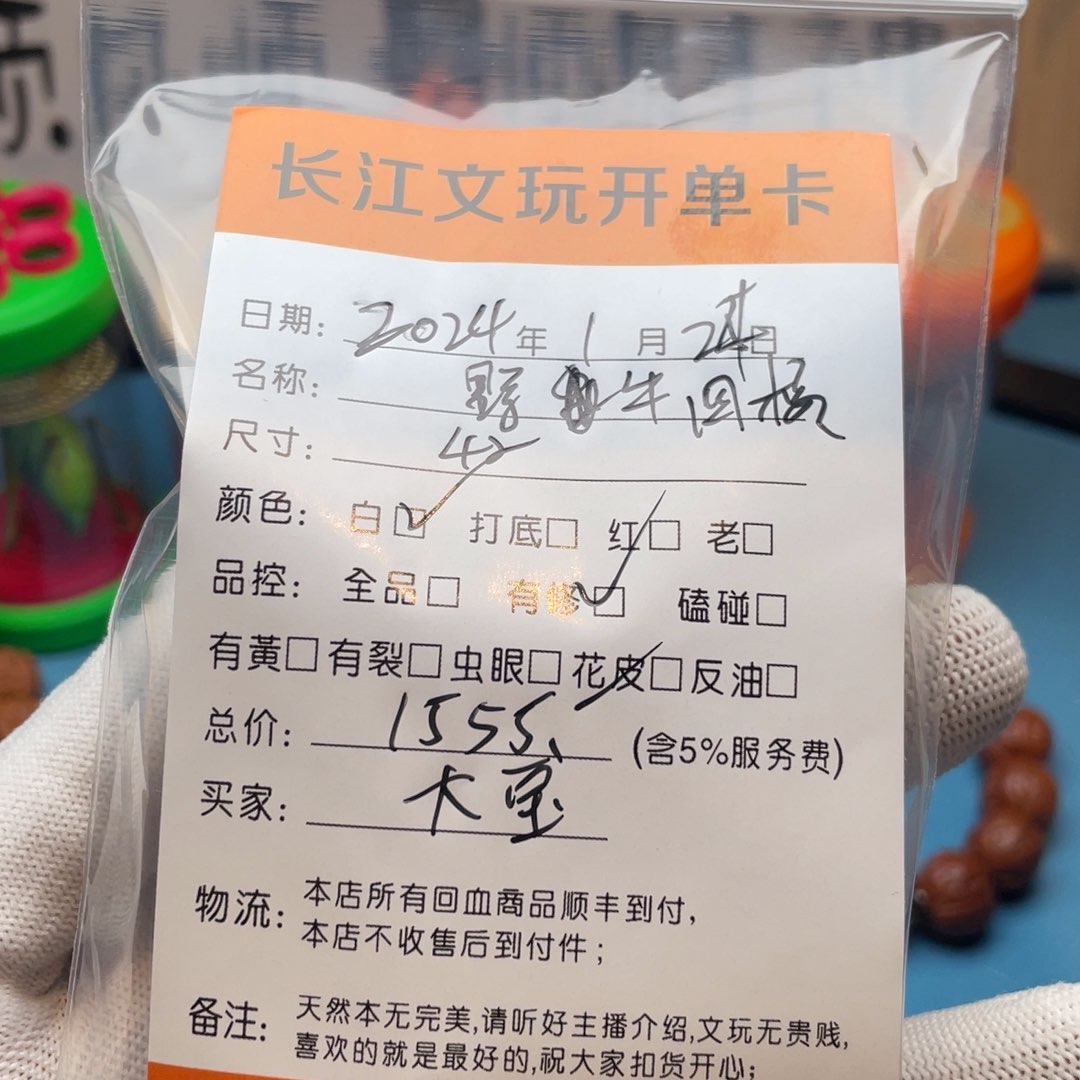 长江文玩开单卡
日期: 2024年1月24日
名称: 野牛四楼
尺寸: 42
颜色: 白☑ 打底□ 红□ 老□
品控: 全品□ 有修☑ 磕碰□
有黄□有裂□虫眼□花皮□反油□
总价: 1555、(含5%服务费)
买家: 大宝
物流: 本店所有回血商品顺丰到付,
本店不收售后到付件;
备注: 天然本无完美,请听好主播介绍,文玩无贵贱,
喜欢的就是最好的,祝大家扣货开心;